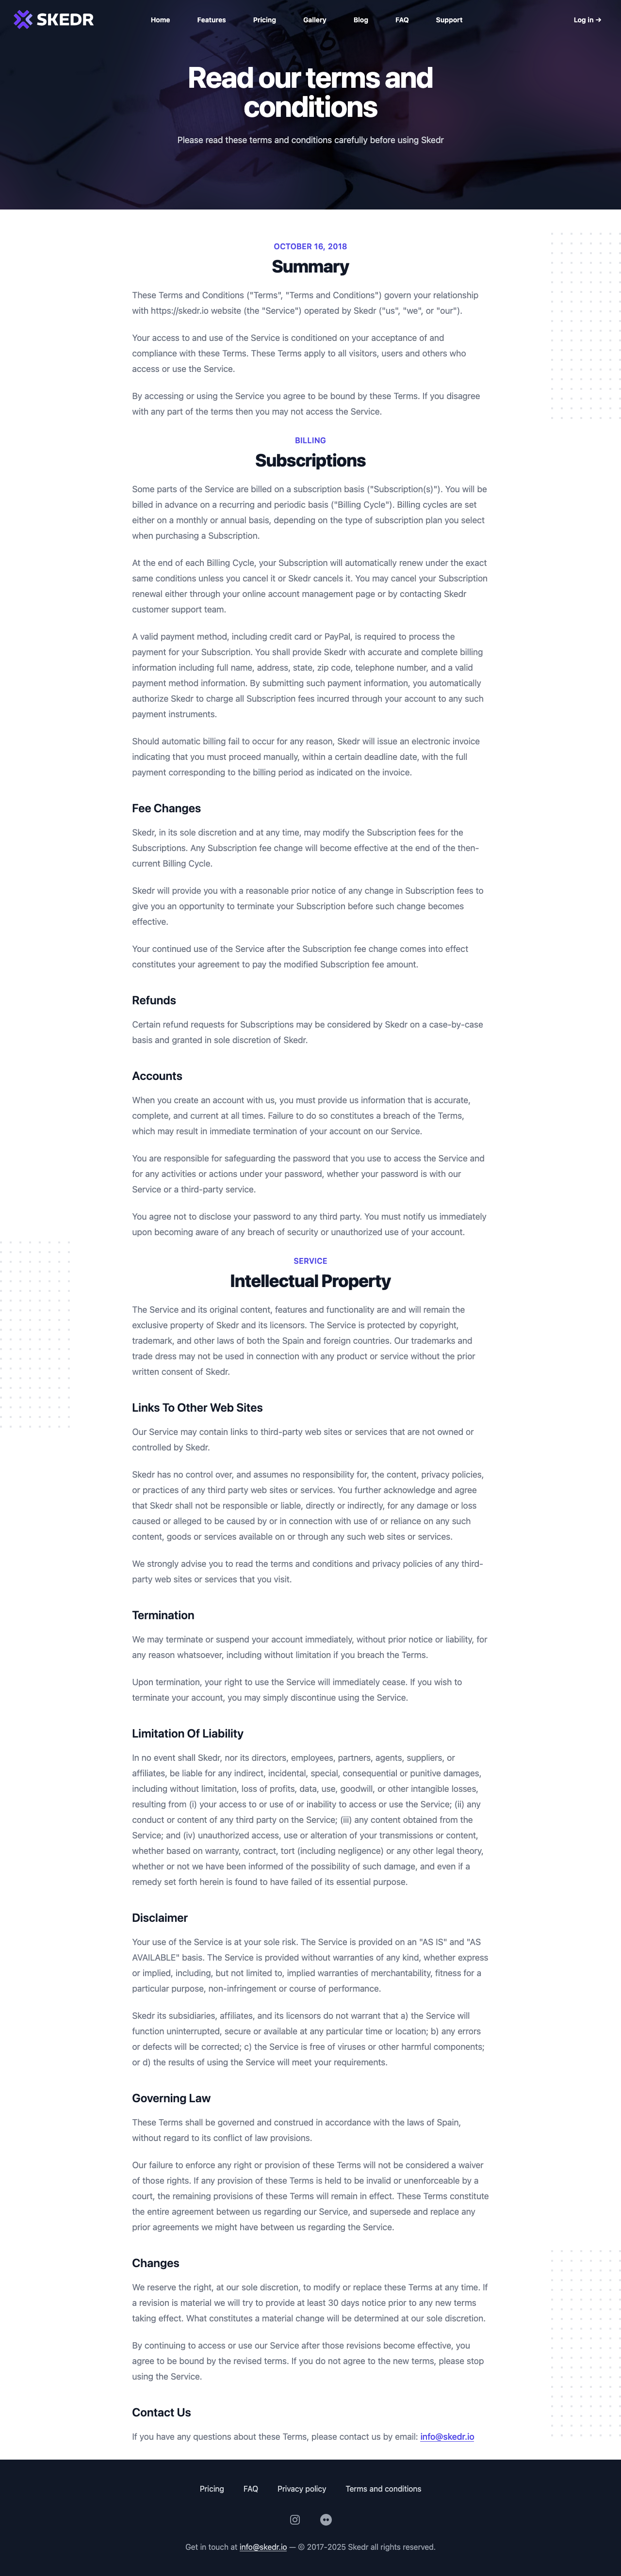 SKEDR
Home Features Pricing Gallery Blog FAQ Support Log in →
Read our terms and
conditions
Please read these terms and conditions carefully before using Skedr
OCTOBER 16, 2018
Summary
These Terms and Conditions ("Terms", "Terms and Conditions") govern your relationship
with https://skedr.io website (the "Service") operated by Skedr ("us", "we", or "our").
Your access to and use of the Service is conditioned on your acceptance of and
compliance with these Terms. These Terms apply to all visitors, users and others who
access or use the Service.
By accessing or using the Service you agree to be bound by these Terms. If you disagree
with any part of the terms then you may not access the Service.
BILLING
Subscriptions
Some parts of the Service are billed on a subscription basis ("Subscription(s)"). You will be
billed in advance on a recurring and periodic basis ("Billing Cycle"). Billing cycles are set
either on a monthly or annual basis, depending on the type of subscription plan you select
when purchasing a Subscription.
At the end of each Billing Cycle, your Subscription will automatically renew under the exact
same conditions unless you cancel it or Skedr cancels it. You may cancel your Subscription
renewal either through your online account management page or by contacting Skedr
customer support team.
A valid payment method, including credit card or PayPal, is required to process the
payment for your Subscription. You shall provide Skedr with accurate and complete billing
information including full name, address, state, zip code, telephone number, and a valid
payment method information. By submitting such payment information, you automatically
authorize Skedr to charge all Subscription fees incurred through your account to any such
payment instruments.
Should automatic billing fail to occur for any reason, Skedr will issue an electronic invoice
indicating that you must proceed manually, within a certain deadline date, with the full
payment corresponding to the billing period as indicated on the invoice.
Fee Changes
Skedr, in its sole discretion and at any time, may modify the Subscription fees for the
Subscriptions. Any Subscription fee change will become effective at the end of the then-
current Billing Cycle.
Skedr will provide you with a reasonable prior notice of any change in Subscription fees to
give you an opportunity to terminate your Subscription before such change becomes
effective.
Your continued use of the Service after the Subscription fee change comes into effect
constitutes your agreement to pay the modified Subscription fee amount.
Refunds
Certain refund requests for Subscriptions may be considered by Skedr on a case-by-case
basis and granted in sole discretion of Skedr.
Accounts
When you create an account with us, you must provide us information that is accurate,
complete, and current at all times. Failure to do so constitutes a breach of the Terms,
which may result in immediate termination of your account on our Service.
You are responsible for safeguarding the password that you use to access the Service and
for any activities or actions under your password, whether your password is with our
Service or a third-party service.
You agree not to disclose your password to any third party. You must notify us immediately
upon becoming aware of any breach of security or unauthorized use of your account.
SERVICE
Intellectual Property
The Service and its original content, features and functionality are and will remain the
exclusive property of Skedr and its licensors. The Service is protected by copyright,
trademark, and other laws of both the Spain and foreign countries. Our trademarks and
trade dress may not be used in connection with any product or service without the prior
written consent of Skedr.
Links To Other Web Sites
Our Service may contain links to third-party web sites or services that are not owned or
controlled by Skedr.
Skedr has no control over, and assumes no responsibility for, the content, privacy policies,
or practices of any third party web sites or services. You further acknowledge and agree
that Skedr shall not be responsible or liable, directly or indirectly, for any damage or loss
caused or alleged to be caused by or in connection with use of or reliance on any such
content, goods or services available on or through any such web sites or services.
We strongly advise you to read the terms and conditions and privacy policies of any third-
party web sites or services that you visit.
Termination
We may terminate or suspend your account immediately, without prior notice or liability, for
any reason whatsoever, including without limitation if you breach the Terms.
Upon termination, your right to use the Service will immediately cease. If you wish to
terminate your account, you may simply discontinue using the Service.
Limitation Of Liability
In no event shall Skedr, nor its directors, employees, partners, agents, suppliers, or
affiliates, be liable for any indirect, incidental, special, consequential or punitive damages,
including without limitation, loss of profits, data, use, goodwill, or other intangible losses,
resulting from (i) your access to or use of or inability to access or use the Service; (ii) any
conduct or content of any third party on the Service; (iii) any content obtained from the
Service; and (iv) unauthorized access, use or alteration of your transmissions or content,
whether based on warranty, contract, tort (including negligence) or any other legal theory,
whether or not we have been informed of the possibility of such damage, and even if a
remedy set forth herein is found to have failed of its essential purpose.
Disclaimer
Your use of the Service is at your sole risk. The Service is provided on an "AS IS" and "AS
AVAILABLE" basis. The Service is provided without warranties of any kind, whether express
or implied, including, but not limited to, implied warranties of merchantability, fitness for a
particular purpose, non-infringement or course of performance.
Skedr its subsidiaries, affiliates, and its licensors do not warrant that a) the Service will
function uninterrupted, secure or available at any particular time or location; b) any errors
or defects will be corrected; c) the Service is free of viruses or other harmful components;
or d) the results of using the Service will meet your requirements.
Governing Law
These Terms shall be governed and construed in accordance with the laws of Spain,
without regard to its conflict of law provisions.
Our failure to enforce any right or provision of these Terms will not be considered a waiver
of those rights. If any provision of these Terms is held to be invalid or unenforceable by a
court, the remaining provisions of these Terms will remain in effect. These Terms constitute
the entire agreement between us regarding our Service, and supersede and replace any
prior agreements we might have between us regarding the Service.
Changes
We reserve the right, at our sole discretion, to modify or replace these Terms at any time. If
a revision is material we will try to provide at least 30 days notice prior to any new terms
taking effect. What constitutes a material change will be determined at our sole discretion.
By continuing to access or use our Service after those revisions become effective, you
agree to be bound by the revised terms. If you do not agree to the new terms, please stop
using the Service.
Contact Us
If you have any questions about these Terms, please contact us by email: info@skedr.io
Pricing FAQ Privacy policy Terms and conditions
Get in touch at info@skedr.io — © 2017-2025 Skedr all rights reserved.